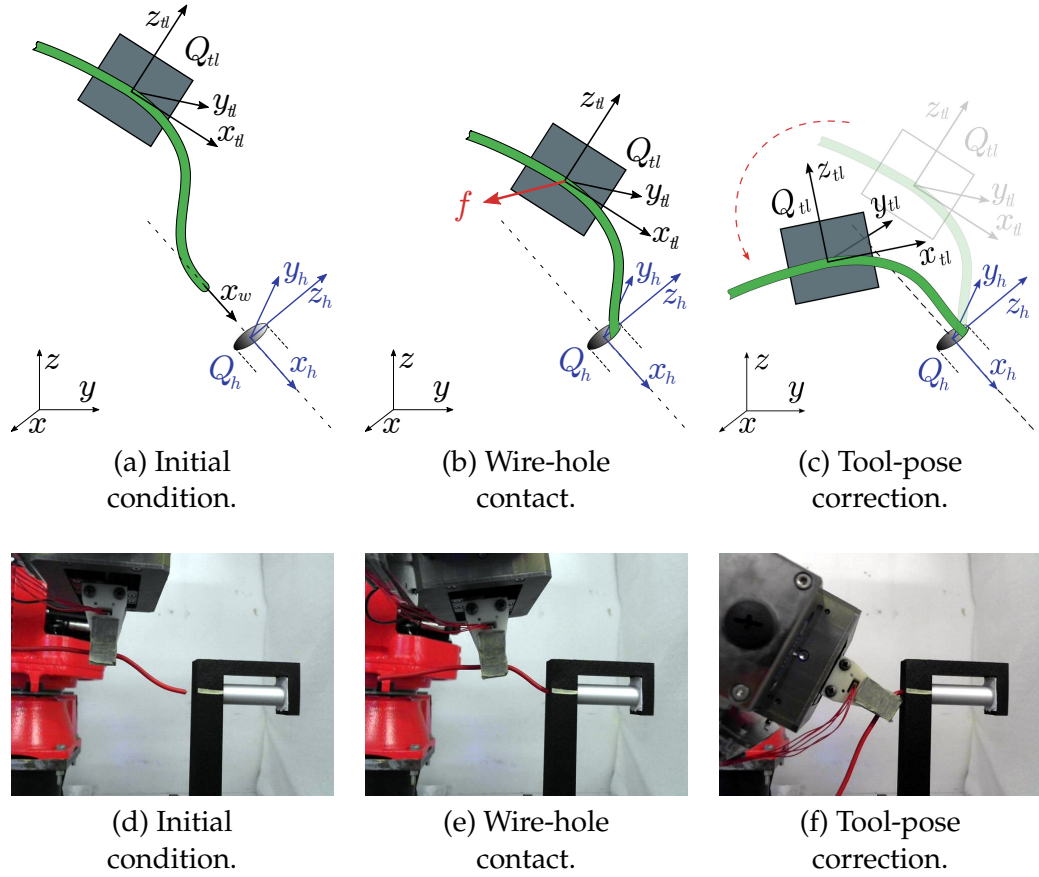 z_tl
Q_tl
y_tl
x_tl
x_w
y_h
z_h
Q_h
x_h
z
y
x
(a) Initial
condition.
z_tl
Q_tl
f
y_tl
x_tl
y_h
z_h
Q_h
x_h
z
y
x
(b) Wire-hole
contact.
z_tl
Q_tl
y_tl
x_tl
z_tl
Q_tl
y_tl
x_tl
y_h
z_h
Q_h
x_h
z
y
x
(c) Tool-pose
correction.
(d) Initial
condition.
(e) Wire-hole
contact.
(f) Tool-pose
correction.